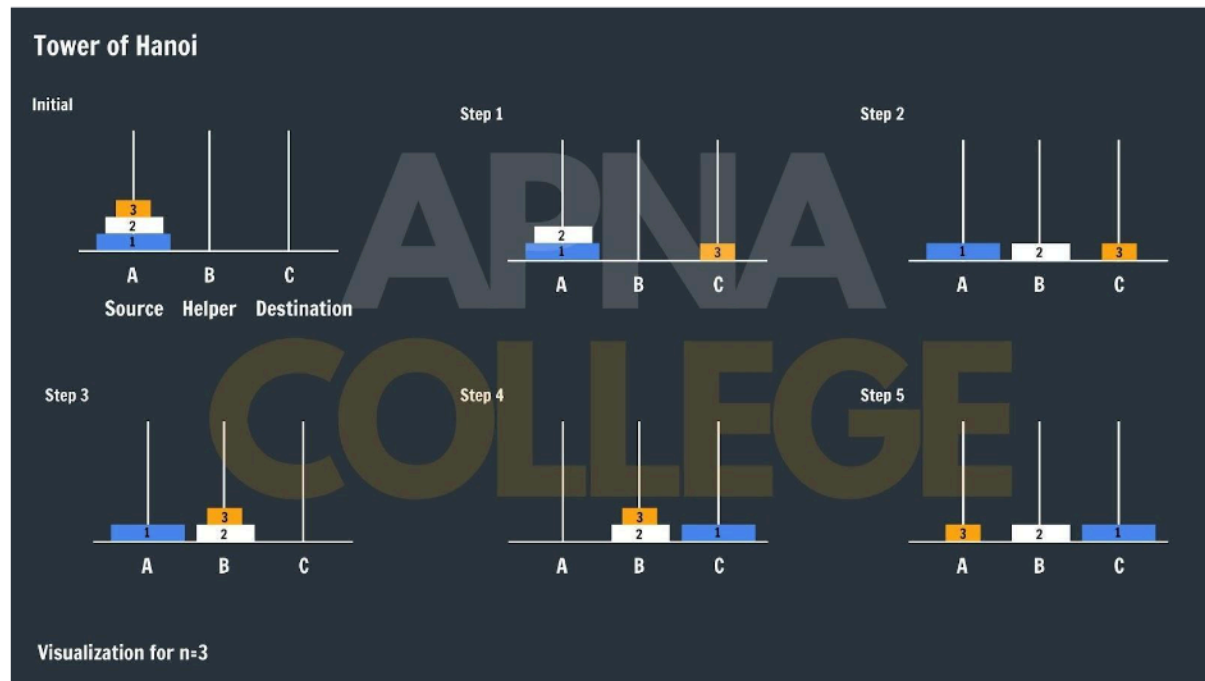 Tower of Hanoi
Initial
3
2
1
A B C
Source Helper Destination
Step 1
2
1 3
A B C
Step 2
1 2 3
A B C
APNA
COLLEGE
Step 3
3
1 2
A B C
Step 4
3
2 1
A B C
Step 5
3 2 1
A B C
Visualization for n=3